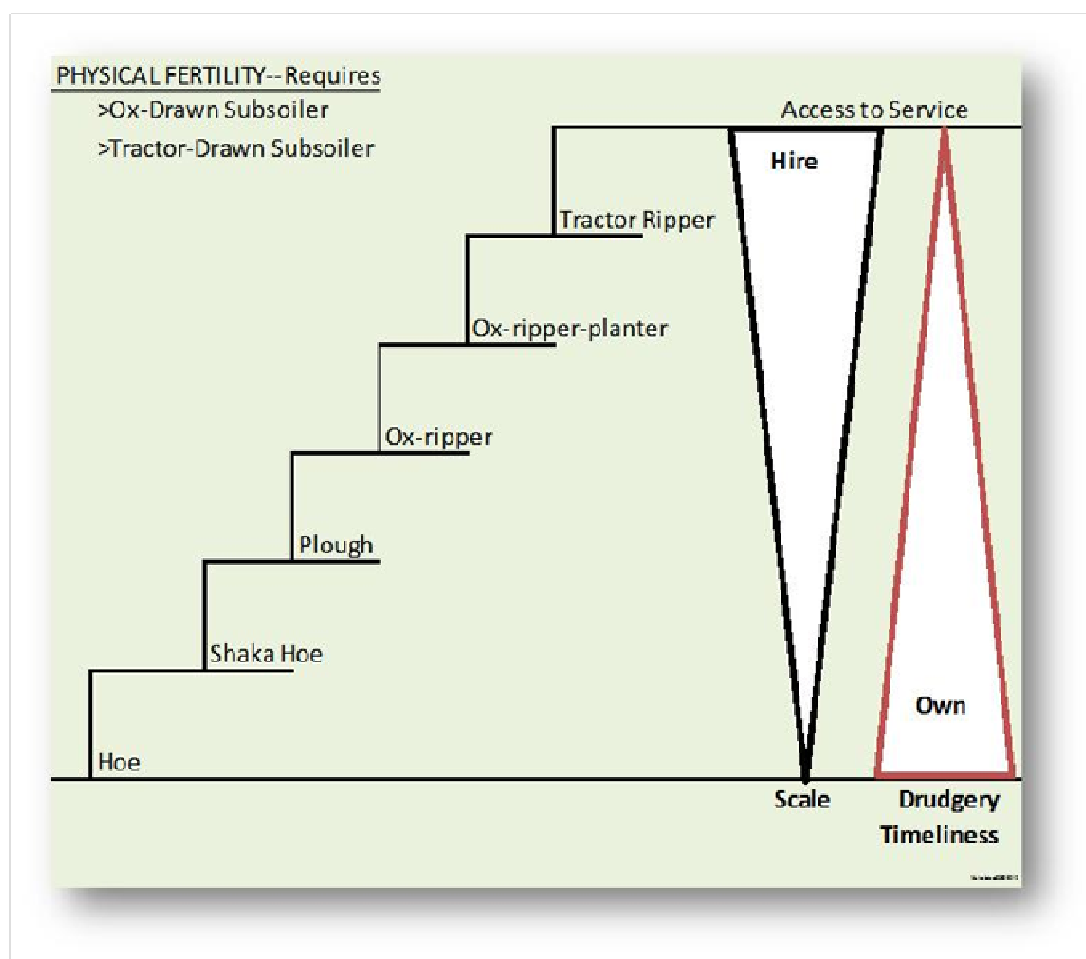 PHYSICAL FERTILITY--Requires
>Ox-Drawn Subsoiler
>Tractor-Drawn Subsoiler
Access to Service
Hire
Tractor Ripper
Ox-ripper-planter
Ox-ripper
Plough
Shaka Hoe
Own
Hoe
Scale
Drudgery
Timeliness